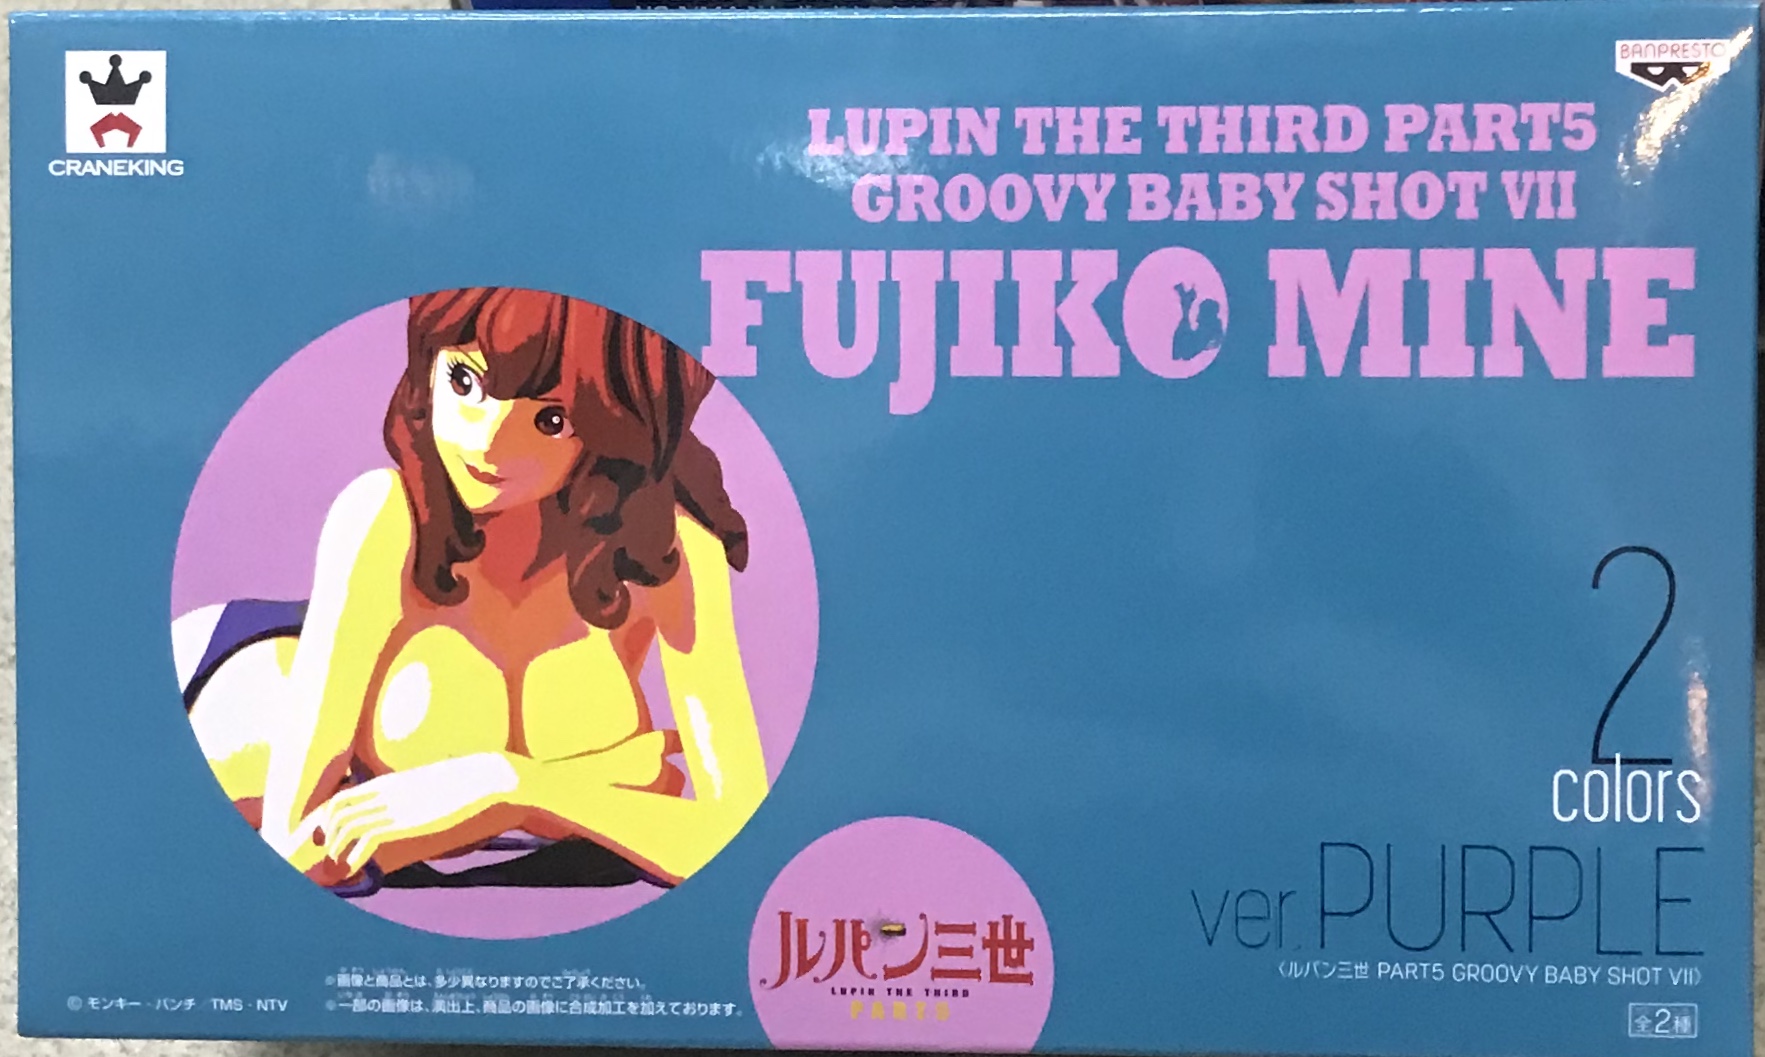 CRANEKING
BANPRESTO
LUPIN THE THIRD PART5
GROOVY BABY SHOT VII
FUJIKO MINE
2
colors
ver.PURPLE
〈ルパン三世 PART5 GROOVY BABY SHOT VII〉
全2種
ルパン三世
LUPIN THE THIRD
PART5
※画像と商品とは、多少異なりますのでご了承ください。
※一部の画像は、演出上、商品の画像に合成加工を加えております。
© モンキー・パンチ TMS・NTV